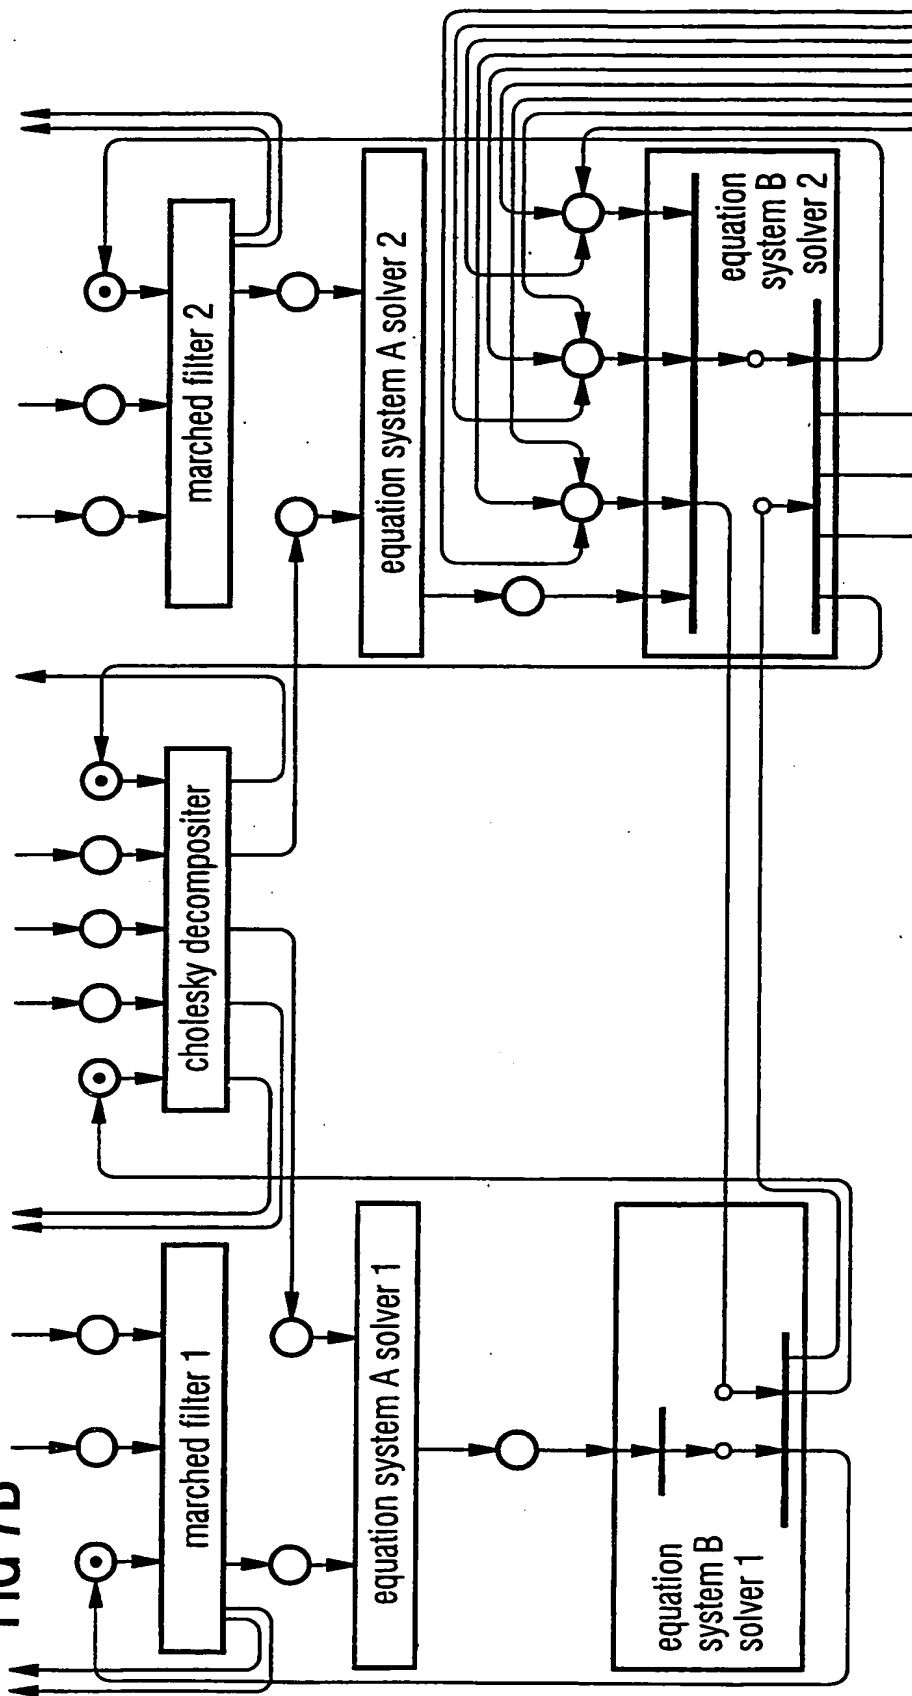 FIG 7B
marched filter 1
cholesky decompositer
marched filter 2
equation system A solver 1
equation system A solver 2
equation
system B
solver 1
equation
system B
solver 2